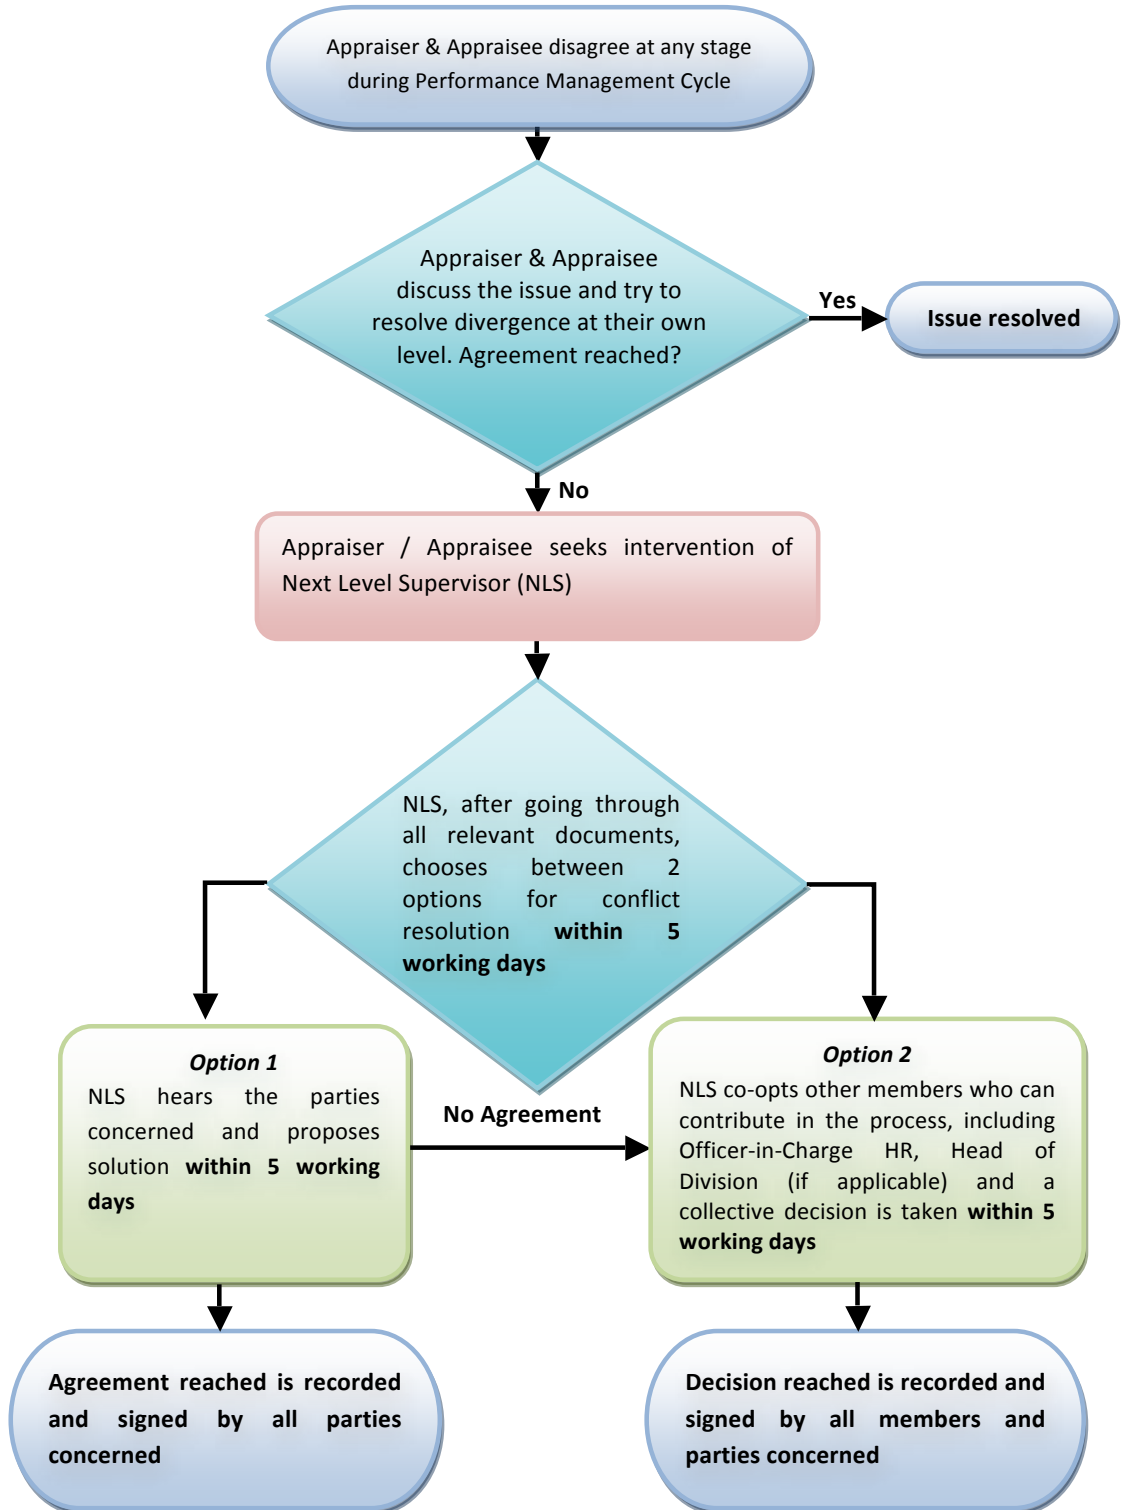 Appraiser & Appraisee disagree at any stage
during Performance Management Cycle
Appraiser & Appraisee
discuss the issue and try to
resolve divergence at their own
level. Agreement reached?
Yes
Issue resolved
No
Appraiser / Appraisee seeks intervention of
Next Level Supervisor (NLS)
NLS, after going through
all relevant documents,
chooses between 2
options for conflict
resolution within 5
working days
Option 1
NLS hears the parties
concerned and proposes
solution within 5 working
days
No Agreement
Option 2
NLS co-opts other members who can
contribute in the process, including
Officer-in-Charge HR, Head of
Division (if applicable) and a
collective decision is taken within 5
working days
Agreement reached is recorded
and signed by all parties
concerned
Decision reached is recorded and
signed by all members and
parties concerned